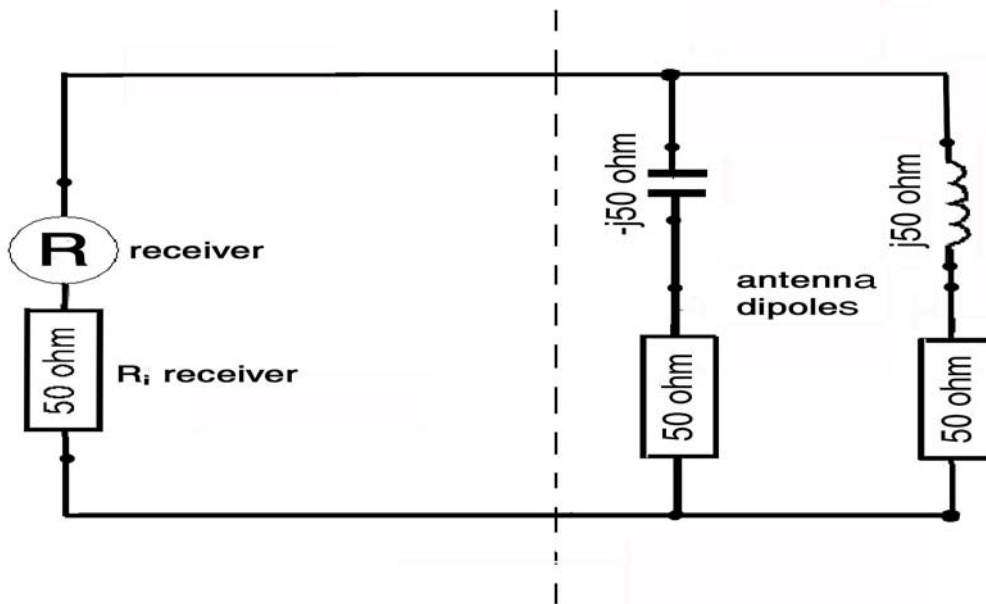 R
receiver
50 ohm
Rᵢ receiver
-j50 ohm
50 ohm
antenna
dipoles
j50 ohm
50 ohm